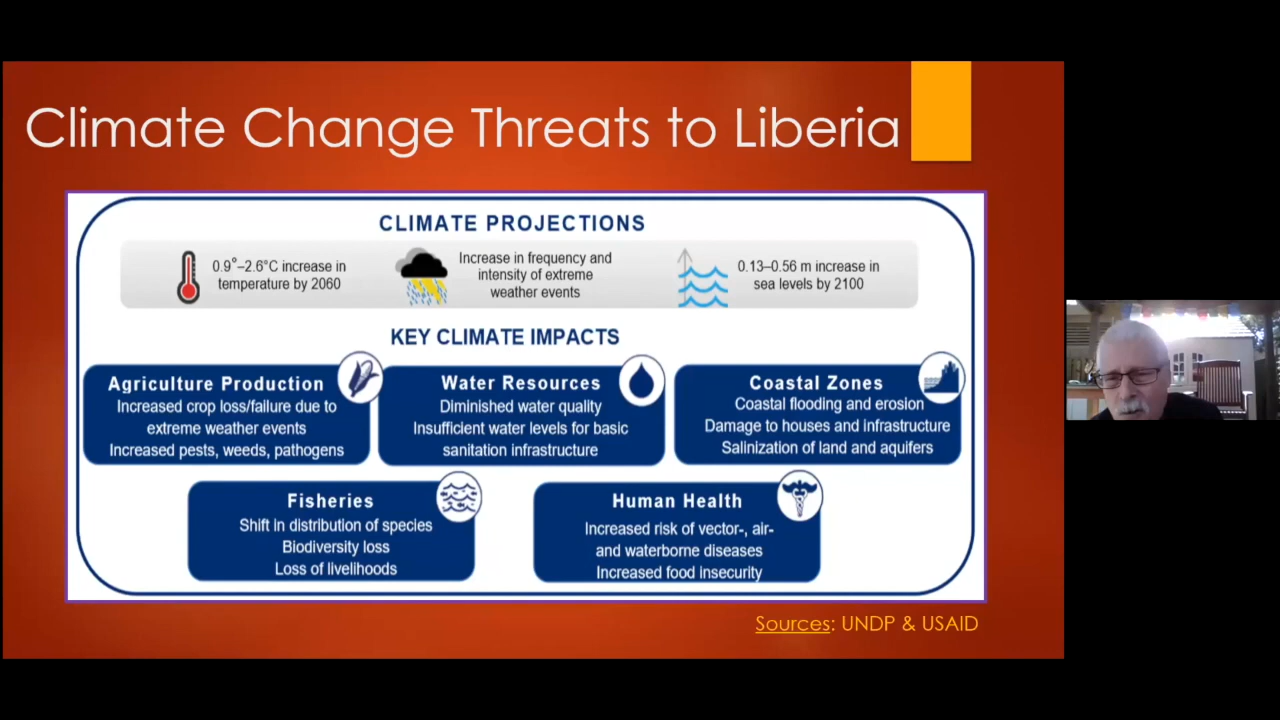 Climate Change Threats to Liberia
CLIMATE PROJECTIONS
0.9°–2.6°C increase in
temperature by 2060
Increase in frequency and
intensity of extreme
weather events
0.13–0.56 m increase in
sea levels by 2100
KEY CLIMATE IMPACTS
Agriculture Production
Increased crop loss/failure due to
extreme weather events
Increased pests, weeds, pathogens
Water Resources
Diminished water quality
Insufficient water levels for basic
sanitation infrastructure
Coastal Zones
Coastal flooding and erosion
Damage to houses and infrastructure
Salinization of land and aquifers
Fisheries
Shift in distribution of species
Biodiversity loss
Loss of livelihoods
Human Health
Increased risk of vector-, air-
and waterborne diseases
Increased food insecurity
Sources: UNDP & USAID